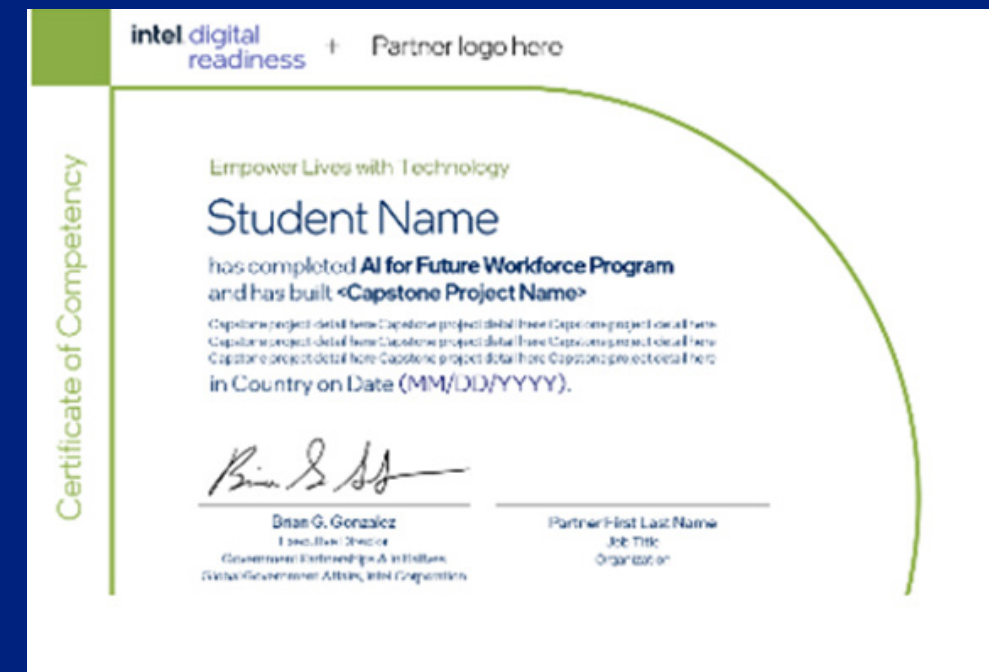 intel digital
readiness
+ Partner logo here
Certificate of Competency
Empower Lives with Technology
Student Name
has completed AI for Future Workforce Program
and has built <Capstone Project Name>
Capstone project detail here Capstone project detail here Capstone project detail here
Capstone project detail here Capstone project detail here Capstone project detail here
Capstone project detail here Capstone project detail here Capstone project detail here
in Country on Date (MM/DD/YYYY).
Brian G. Gonzalez
Executive Director
Government Partnerships & Initiatives
Global Government Affairs, Intel Corporation
Partner First Last Name
Job Title
Organization